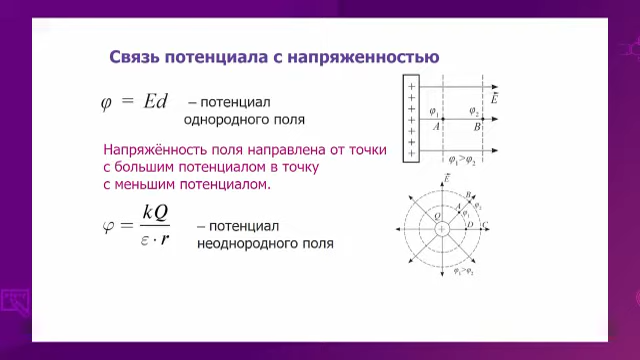 Связь потенциала с напряженностью
φ = Ed
– потенциал
однородного поля
Напряжённость поля направлена от точки
с большим потенциалом в точку
с меньшим потенциалом.
φ = kQ / ε · r
– потенциал
неоднородного поля
+ + + + + + +
E⃗
φ₁ φ₂
A B
φ₁>φ₂
E⃗
B
A φ₂
Q φ₁
+ D C
φ₁>φ₂